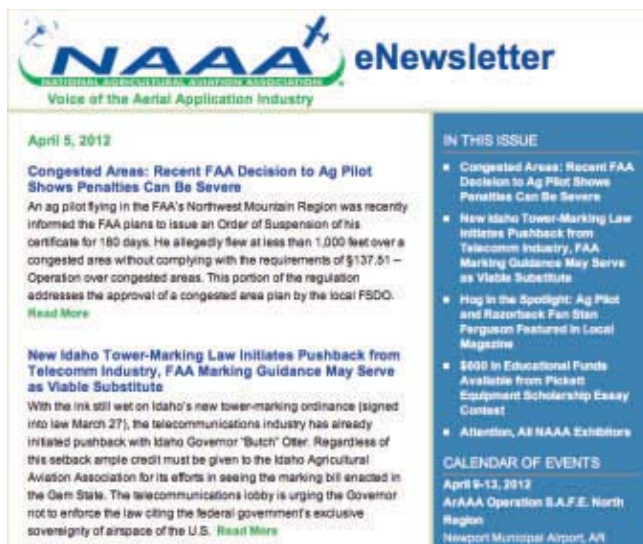 NAAA eNewsletter
NATIONAL AGRICULTURAL AVIATION ASSOCIATION
Voice of the Aerial Application Industry
April 5, 2012
Congested Areas: Recent FAA Decision to Ag Pilot
Shows Penalties Can Be Severe
An ag pilot flying in the FAA's Northwest Mountain Region was recently
informed the FAA plans to issue an Order of Suspension of his
certificate for 180 days. He allegedly flew at less than 1,000 feet over a
congested area without complying with the requirements of §137.51 –
Operation over congested areas. This portion of the regulation
addresses the approval of a congested area plan by the local FSDO.
Read More
New Idaho Tower-Marking Law Initiates Pushback from
Telecomm Industry, FAA Marking Guidance May Serve
as Viable Substitute
With the ink still wet on Idaho's new tower-marking ordinance (signed
into law March 27), the telecommunications industry has already
initiated pushback with Idaho Governor "Butch" Otter. Regardless of
this setback ample credit must be given to the Idaho Agricultural
Aviation Association for its efforts in seeing the marking bill enacted in
the Gem State. The telecommunications lobby is urging the Governor
not to enforce the law citing the federal government's exclusive
sovereignty of airspace of the U.S. Read More
IN THIS ISSUE
Congested Areas: Recent FAA
Decision to Ag Pilot Shows
Penalties Can Be Severe
New Idaho Tower-Marking Law
Initiates Pushback from
Telecomm Industry, FAA
Marking Guidance May Serve
as Viable Substitute
Hog in the Spotlight: Ag Pilot
and Razorback Fan Stan
Ferguson Featured in Local
Magazine
$600 in Educational Funds
Available from Pickett
Equipment Scholarship Essay
Contest
Attention, All NAAA Exhibitors
CALENDAR OF EVENTS
April 9-13, 2012
ArAAA Operation S.A.F.E. North
Region
Newport Municipal Airport, AR